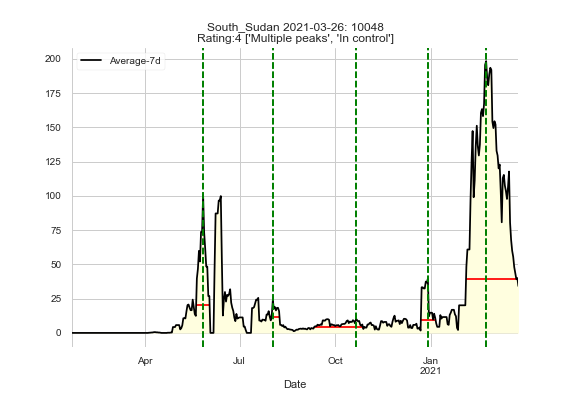 South_Sudan 2021-03-26: 10048
Rating:4 ['Multiple peaks', 'In control']
Average-7d
200
175
150
125
100
75
50
25
0
Apr
Jul
Oct
Jan
2021
Date